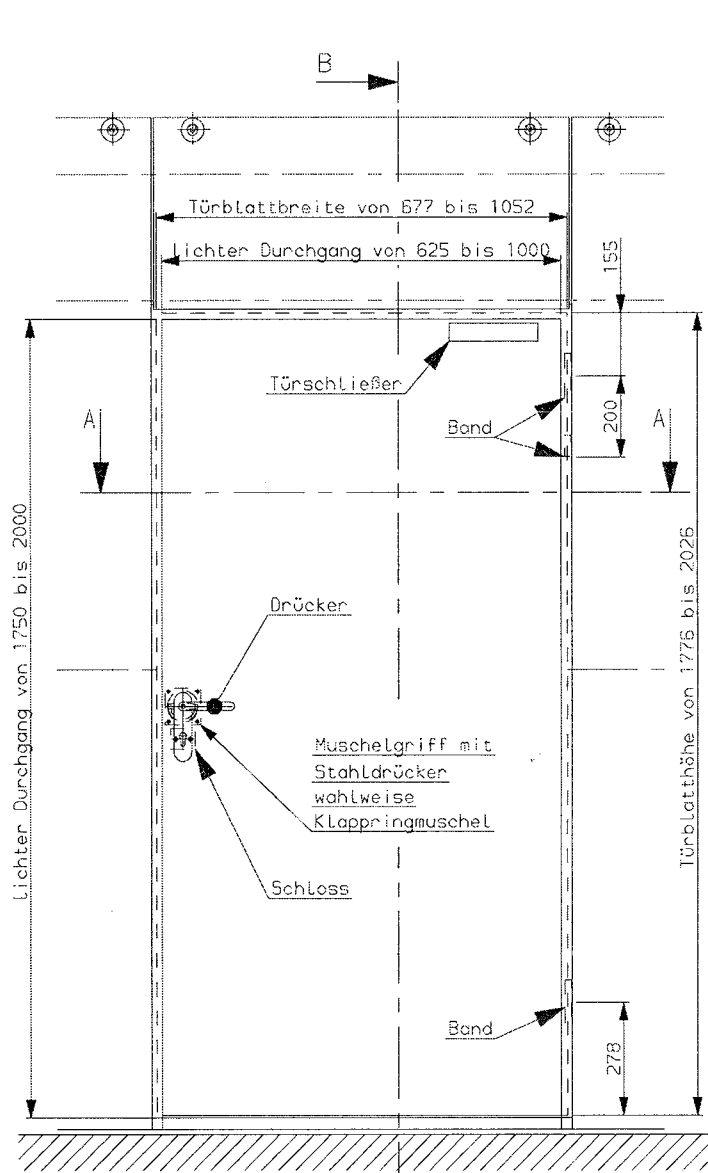 B
Türblattbreite von 677 bis 1052
lichter Durchgang von 625 bis 1000
155
Türschließer
Band
200
A
A
lichter Durchgang von 1750 bis 2000
Türblatthöhe von 1776 bis 2026
Drücker
Muschelgriff mit
Stahldrücker
wahlweise
Klappringmuschel
Schloss
Band
278